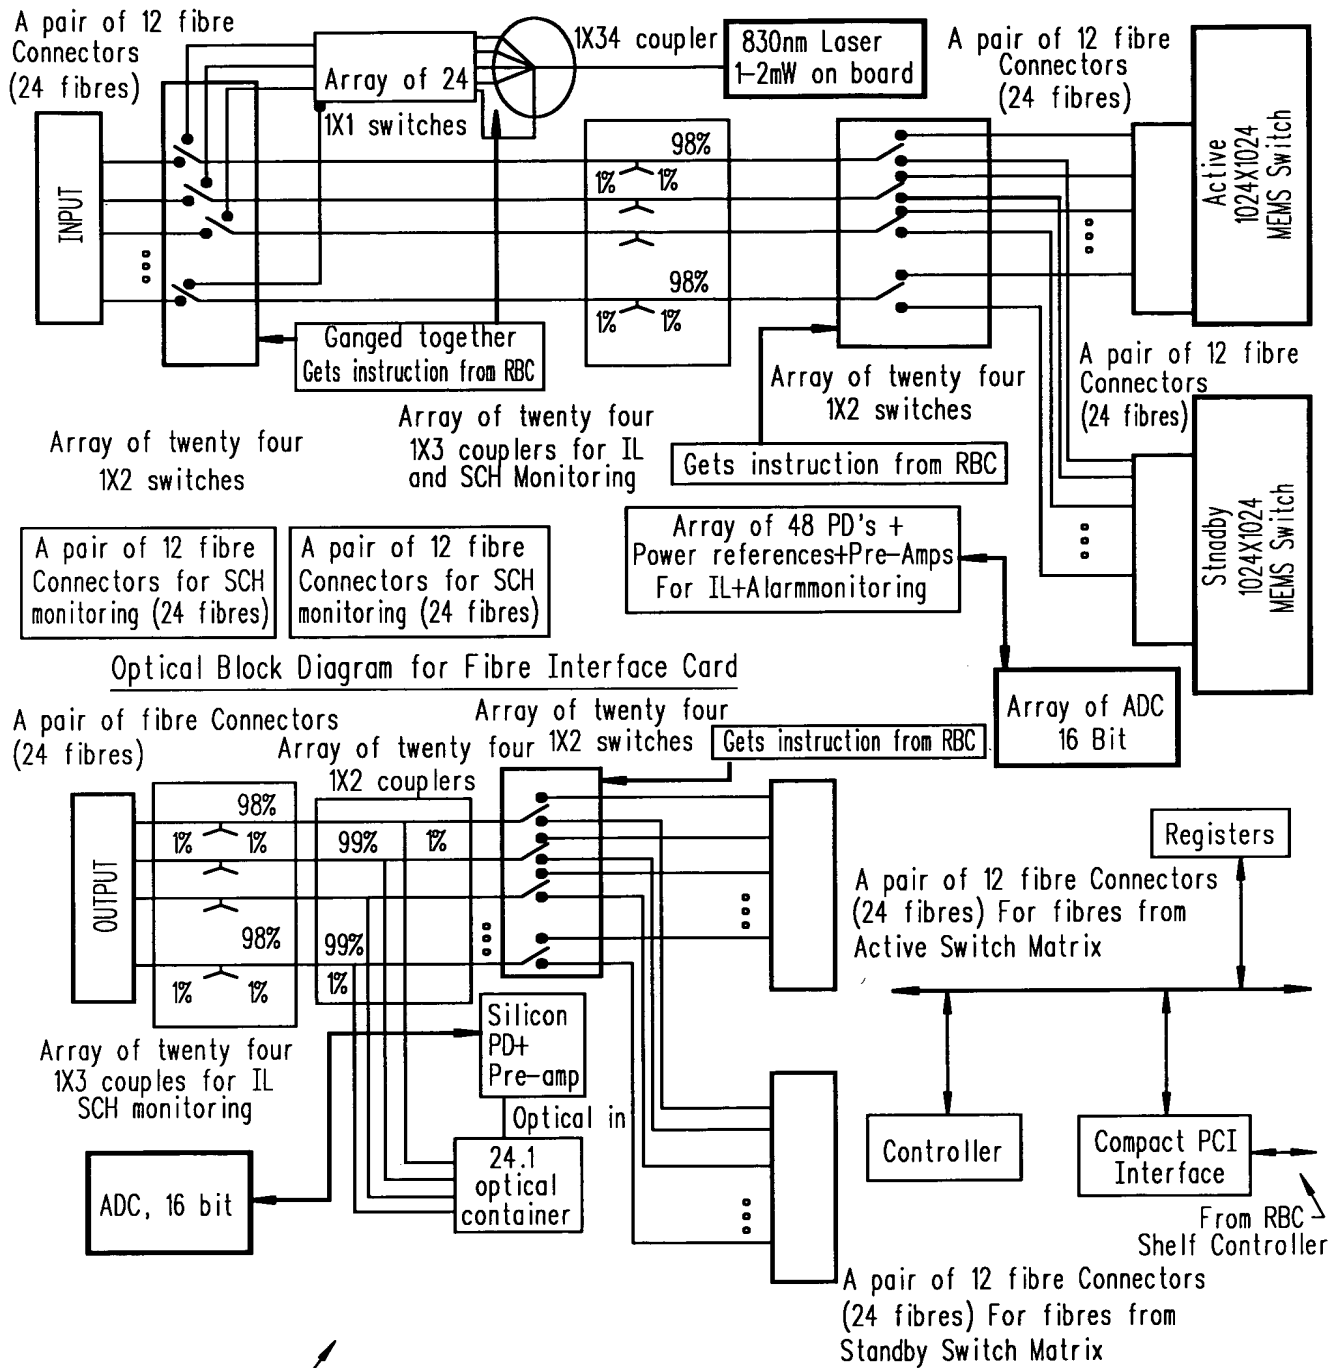 A pair of 12 fibre
Connectors
(24 fibres)
Array of 24
1X1 switches
1X34 coupler
830nm Laser
1-2mW on board
A pair of 12 fibre
Connectors
(24 fibres)
INPUT
98%
1% 1%
98%
1% 1%
Active
1024X1024
MEMS Switch
Ganged together
Gets instruction from RBC
Array of twenty four
1X2 switches
Array of twenty four
1X3 couplers for IL
and SCH Monitoring
Array of twenty four
1X2 switches
Gets instruction from RBC
A pair of 12 fibre
Connectors
(24 fibres)
Stnadby
1024X1024
MEMS Switch
A pair of 12 fibre
Connectors for SCH
monitoring (24 fibres)
A pair of 12 fibre
Connectors for SCH
monitoring (24 fibres)
Array of 48 PD's +
Power references+Pre-Amps
For IL+Alarmmonitoring
Array of ADC
16 Bit
Optical Block Diagram for Fibre Interface Card
A pair of fibre Connectors
(24 fibres)
Array of twenty four
1X2 couplers
Array of twenty four
1X2 switches
Gets instruction from RBC
OUTPUT
98%
1% 1%
99% 1%
98%
1% 1%
99%
1%
Array of twenty four
1X3 couples for IL
SCH monitoring
Silicon
PD+
Pre-amp
Optical in
24.1
optical
container
ADC, 16 bit
A pair of 12 fibre Connectors
(24 fibres) For fibres from
Active Switch Matrix
Registers
Controller
Compact PCI
Interface
From RBC
Shelf Controller
A pair of 12 fibre Connectors
(24 fibres) For fibres from
Standby Switch Matrix